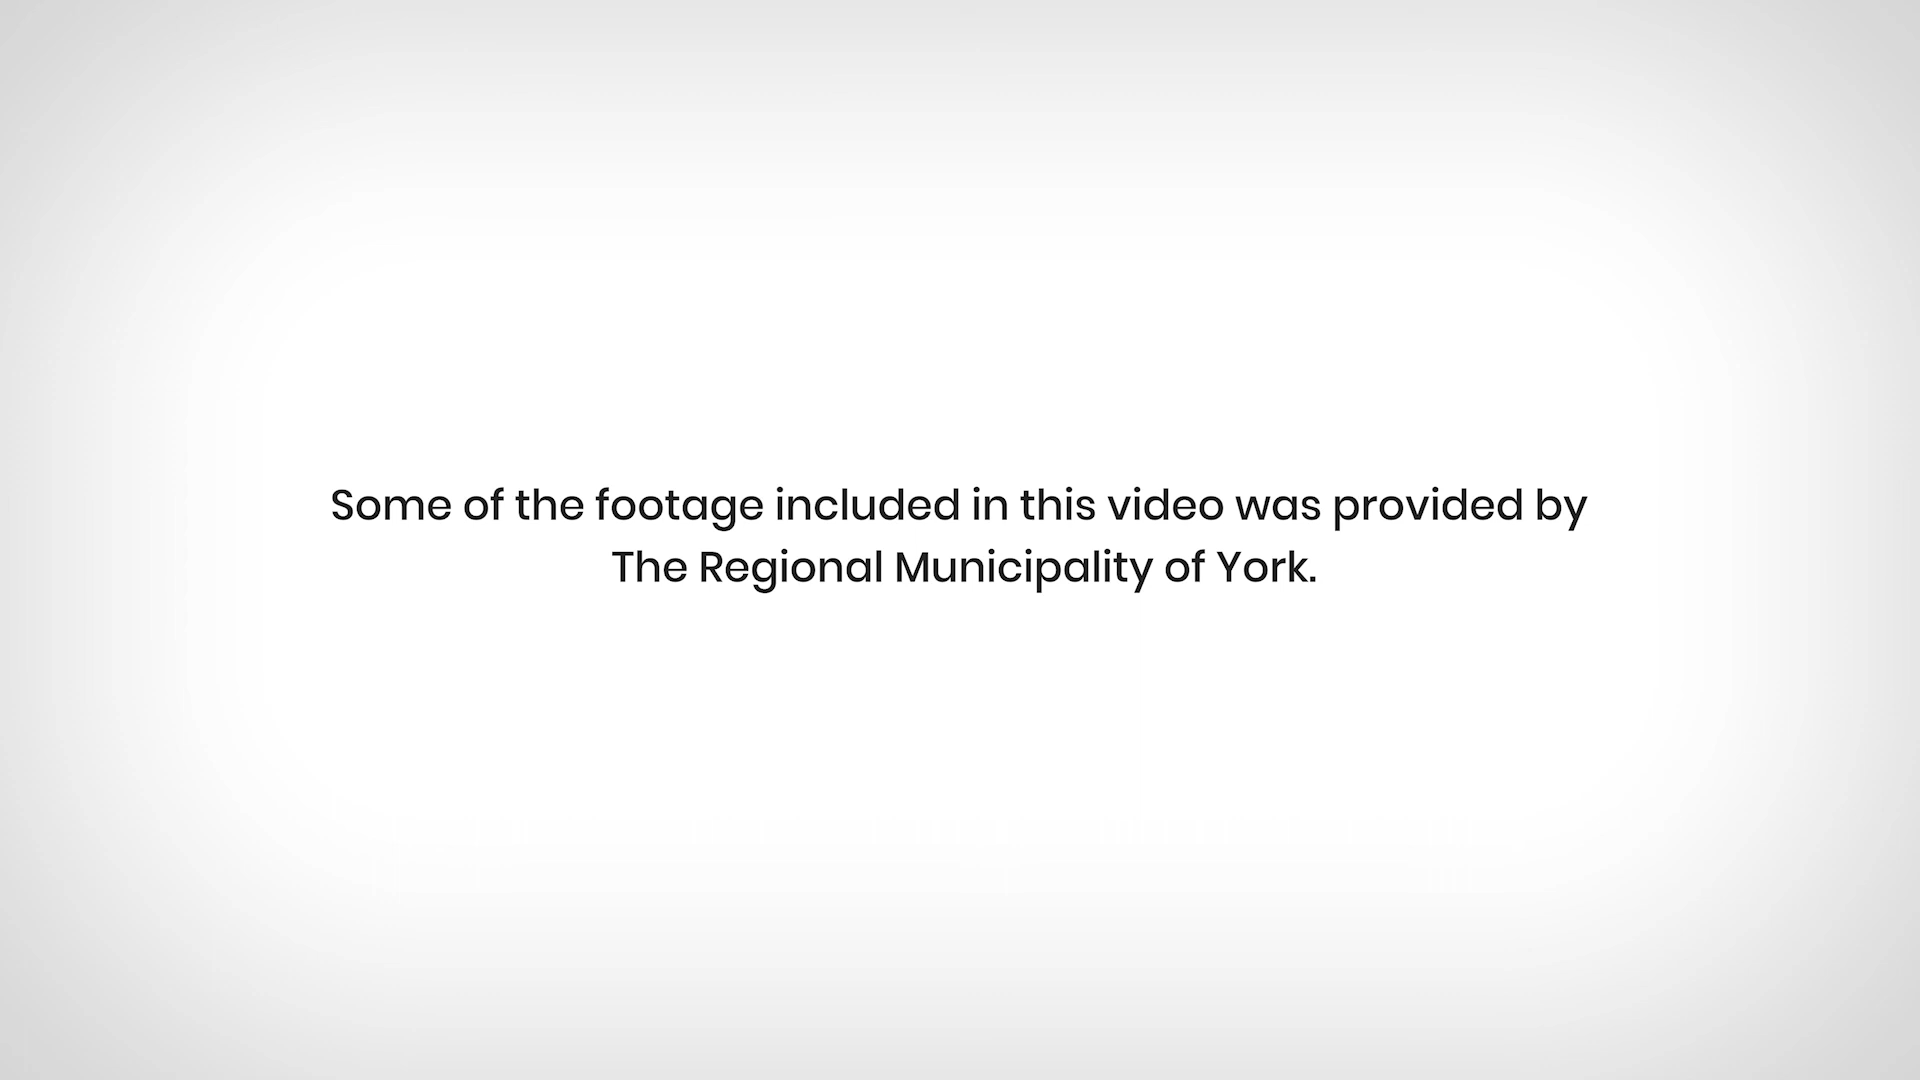 Some of the footage included in this video was provided by
The Regional Municipality of York.